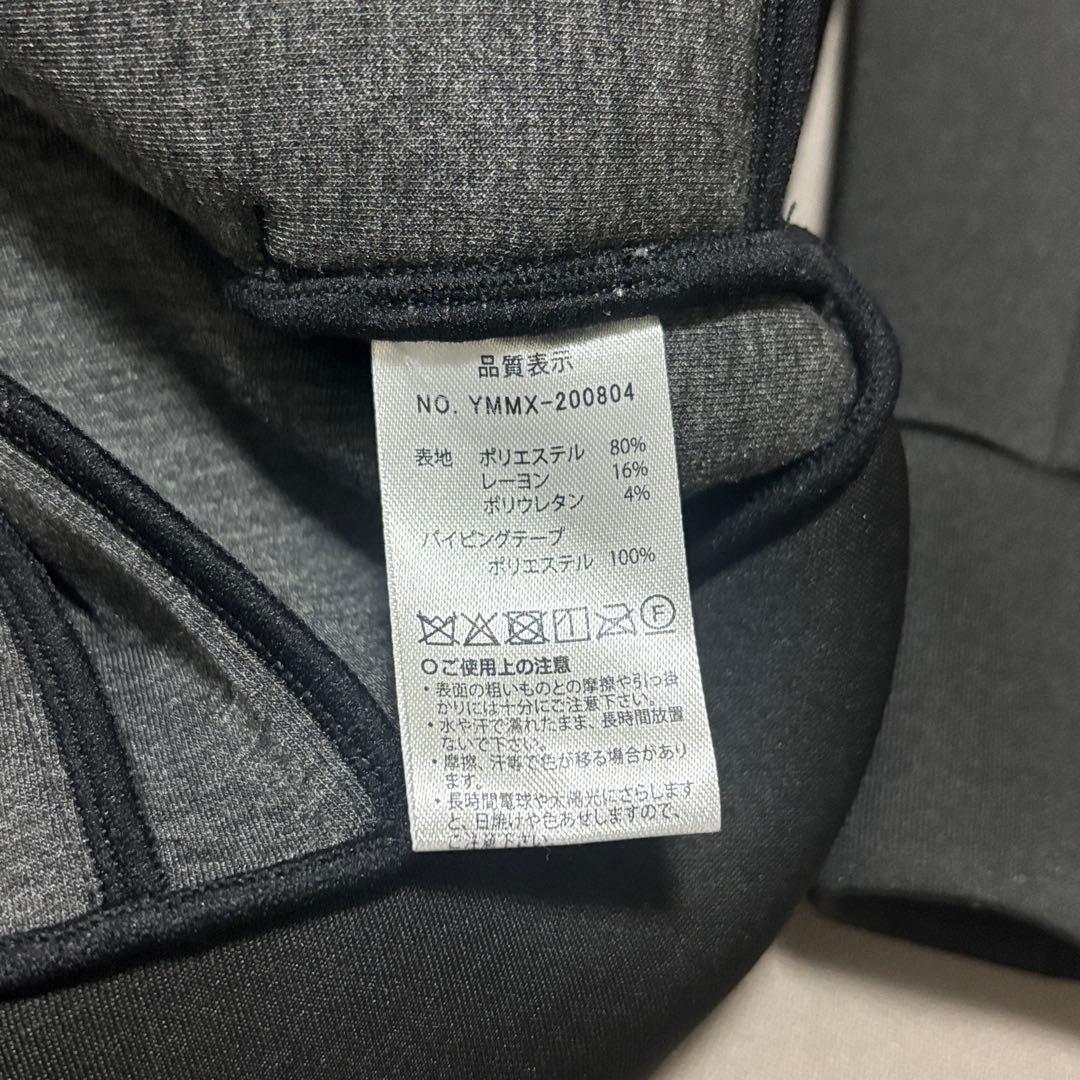 品質表示
NO. YMMX-200804
表地 ポリエステル 80%
レーヨン 16%
ポリウレタン 4%
パイピングテープ
ポリエステル 100%
F
○ご使用上の注意
・表面の粗いものとの摩擦や引っ掛
かりには十分にご注意下さい。
・水や汗で濡れたまま、長時間放置
ないで下さい。
・摩擦、汗等で色が移る場合があり
ます。
・長時間電球や太陽光にさらします
と、日焼けや色あせしますので、
ご注意下さい